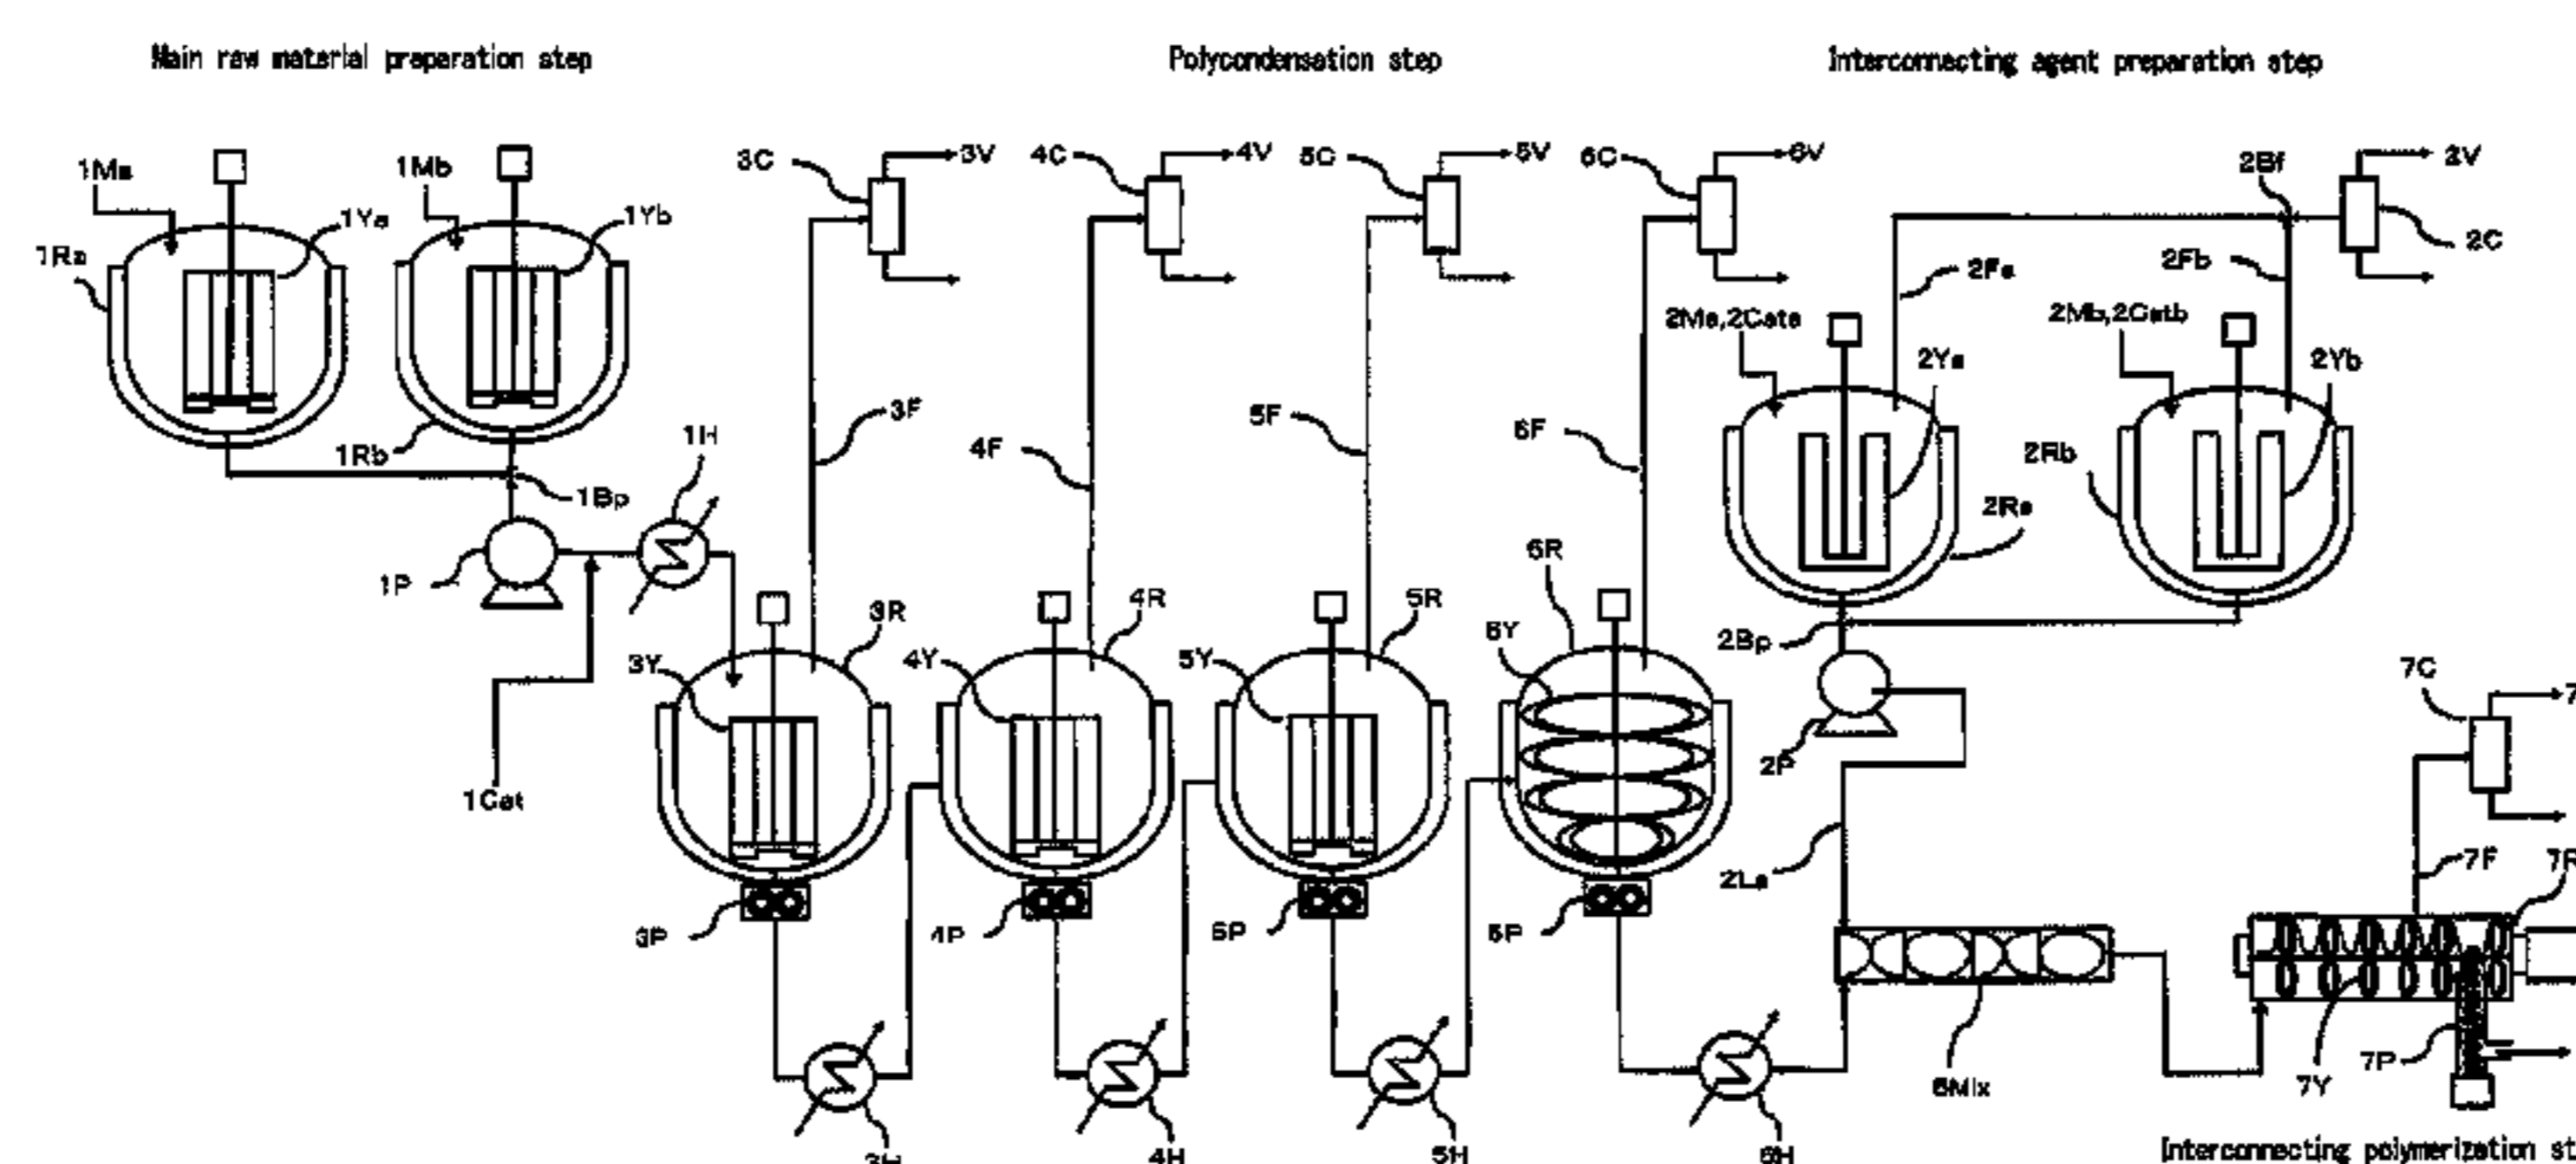 Main raw material preparation step
Polycondensation step
Interconnecting agent preparation step
1Ma
1Mb
3C
3V
4C
4V
5C
5V
6C
6V
2Bf
2V
1Ya
1Yb
1Ra
2C
2Fa
2Fb
2Ma,2Cata
2Mb,2Catb
2Ya
2Yb
3F
4F
5F
6F
1H
1Rb
2Rb
1Bp
2Ra
1P
6R
3R
4R
5R
3Y
4Y
5Y
6Y
2Bp
7C
7
2P
1Cat
2La
7F
7R
3P
4P
6P
5P
7P
6Mix
7Y
3H
4H
5H
6H
Interconnecting polymerization st